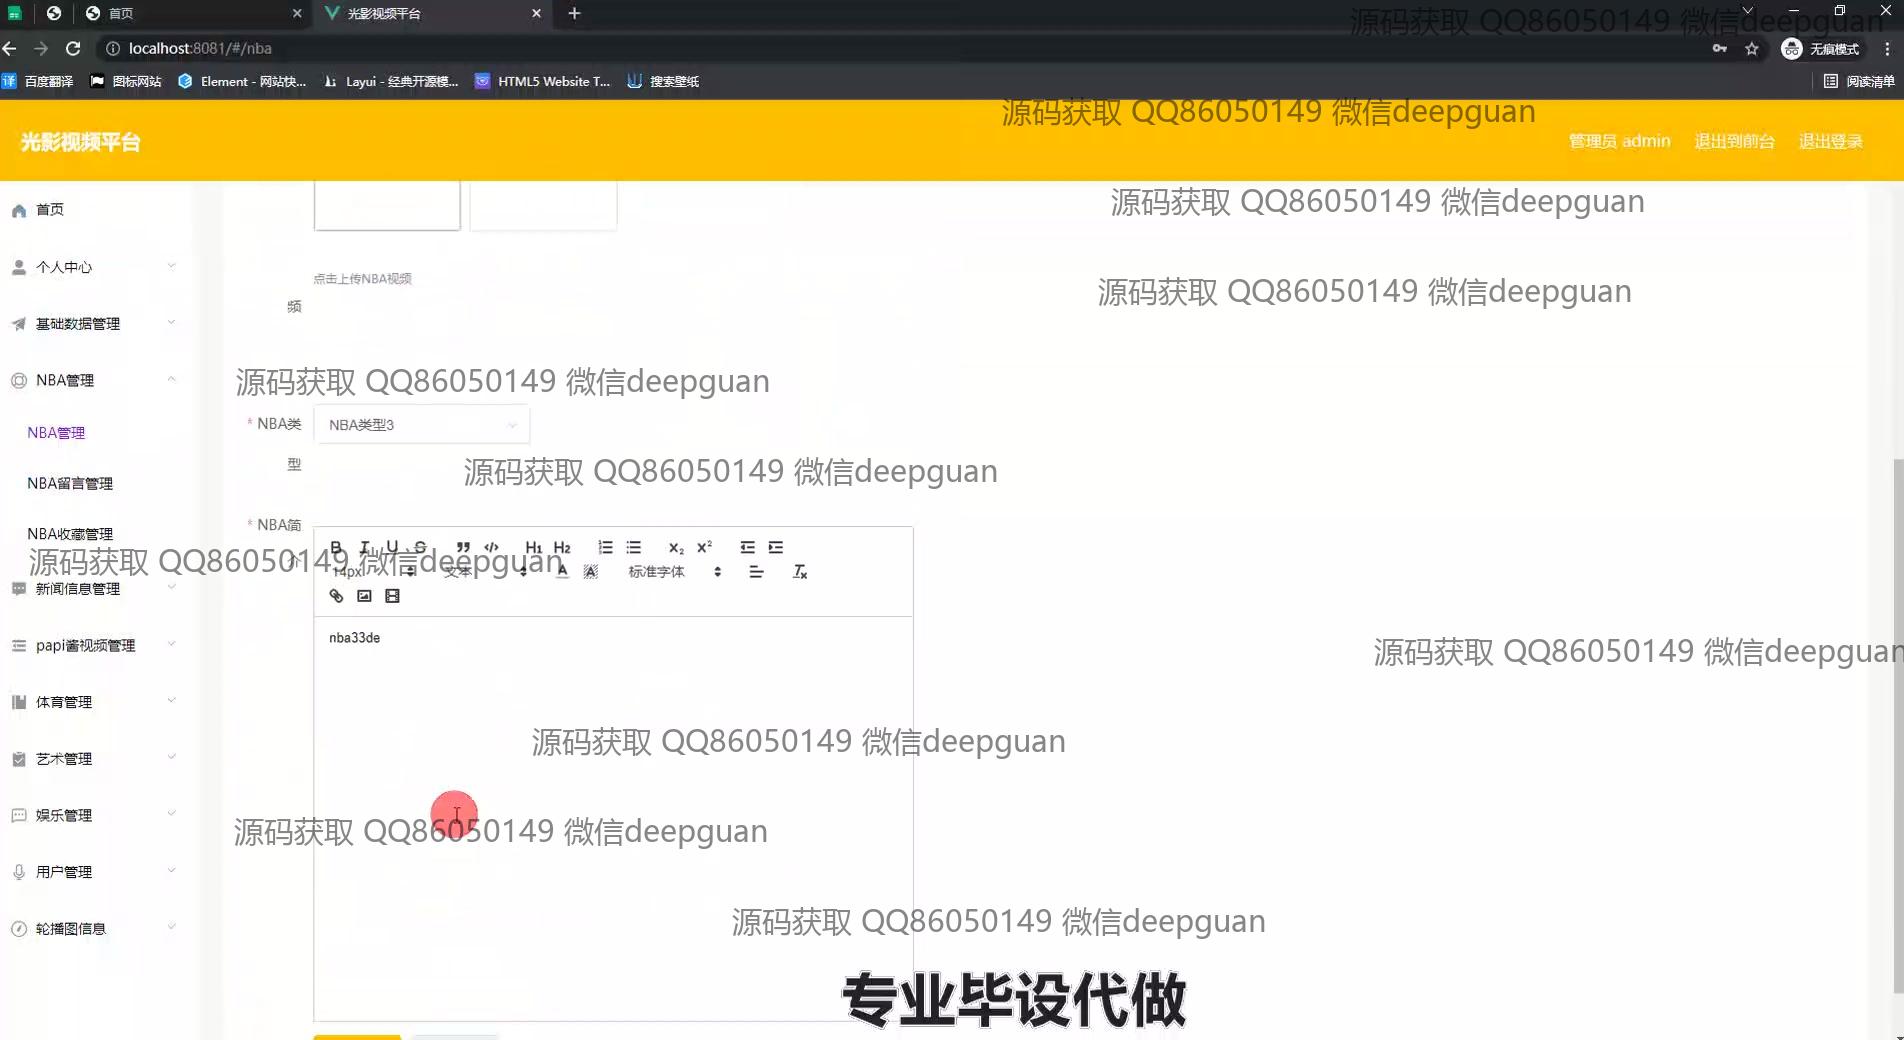 首页
光影视频平台
源码获取 QQ86050149 微信deepguan
localhost:8081/#/nba
无痕模式
百度翻译
图标网站
Element - 网站快...
Layui - 经典开源模...
HTML5 Website T...
搜索壁纸
阅读清单
源码获取 QQ86050149 微信deepguan
光影视频平台
管理员 admin
退出到前台
退出登录
源码获取 QQ86050149 微信deepguan
首页
个人中心
点击上传NBA视频
源码获取 QQ86050149 微信deepguan
频
基础数据管理
NBA管理
源码获取 QQ86050149 微信deepguan
* NBA类
型
NBA类型3
NBA管理
源码获取 QQ86050149 微信deepguan
NBA留言管理
* NBA简
NBA收藏管理
源码获取 QQ86050149 微信deepguan
B I U S ” </> H1 H2 X₂ X²
14px 文本 A A 标准字体 Tx
新闻信息管理
nba33de
papi酱视频管理
源码获取 QQ86050149 微信deepguan
体育管理
源码获取 QQ86050149 微信deepguan
艺术管理
娱乐管理
源码获取 QQ86050149 微信deepguan
用户管理
源码获取 QQ86050149 微信deepguan
轮播图信息
专业毕设代做